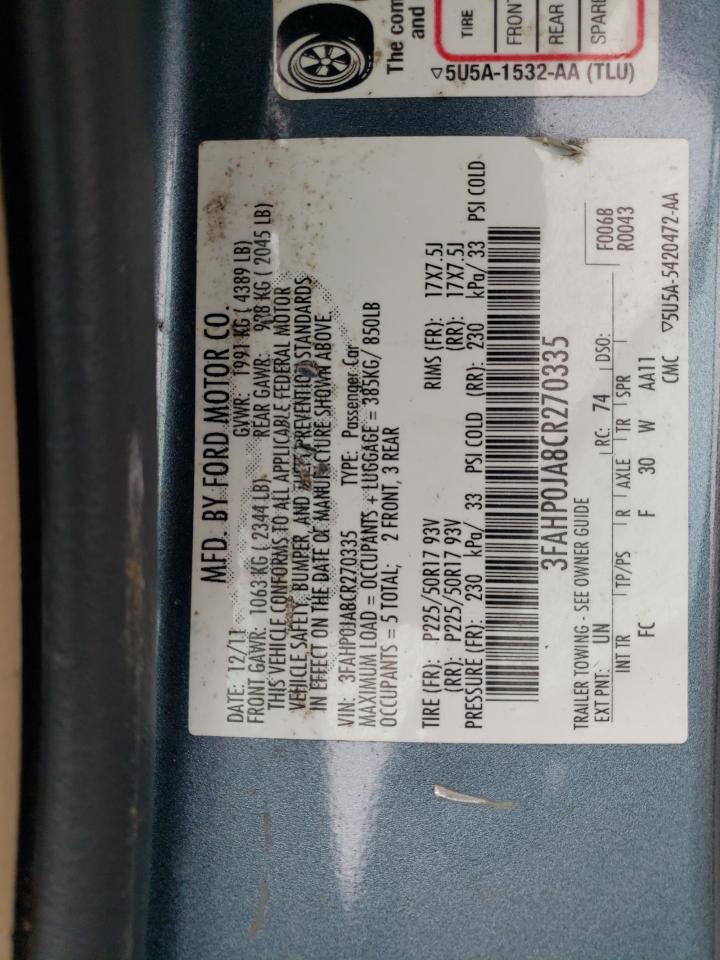 The com
and
TIRE
FRONT
REAR
SPARE
▽5U5A-1532-AA (TLU)
MFD. BY FORD MOTOR CO.
DATE: 12/11 GVWR: 1991 KG ( 4389 LB)
FRONT GAWR: 1063 KG ( 2344 LB) REAR GAWR: 928 KG ( 2045 LB)
THIS VEHICLE CONFORMS TO ALL APPLICABLE FEDERAL MOTOR
VEHICLE SAFETY, BUMPER, AND THEFT PREVENTION STANDARDS
IN EFFECT ON THE DATE OF MANUFACTURE SHOWN ABOVE.
VIN: 3FAHP0JA8CR270335 TYPE: Passenger Car
MAXIMUM LOAD = OCCUPANTS + LUGGAGE = 385KG/ 850LB
OCCUPANTS = 5 TOTAL; 2 FRONT, 3 REAR
TIRE (FR): P225/50R17 93V RIMS (FR): 17X7.5J
(RR): P225/50R17 93V (RR): 17X7.5J
PRESSURE (FR): 230 kPa/ 33 PSI COLD (RR): 230 kPa/ 33 PSI COLD
3FAHP0JA8CR270335
TRAILER TOWING - SEE OWNER GUIDE
F0068
EXT PNT: UN RC: 74 DSO: R0043
INT TR TP/PS R AXLE TR SPR
FC F 30 W AA11
CMC ▽5U5A-5420472-AA